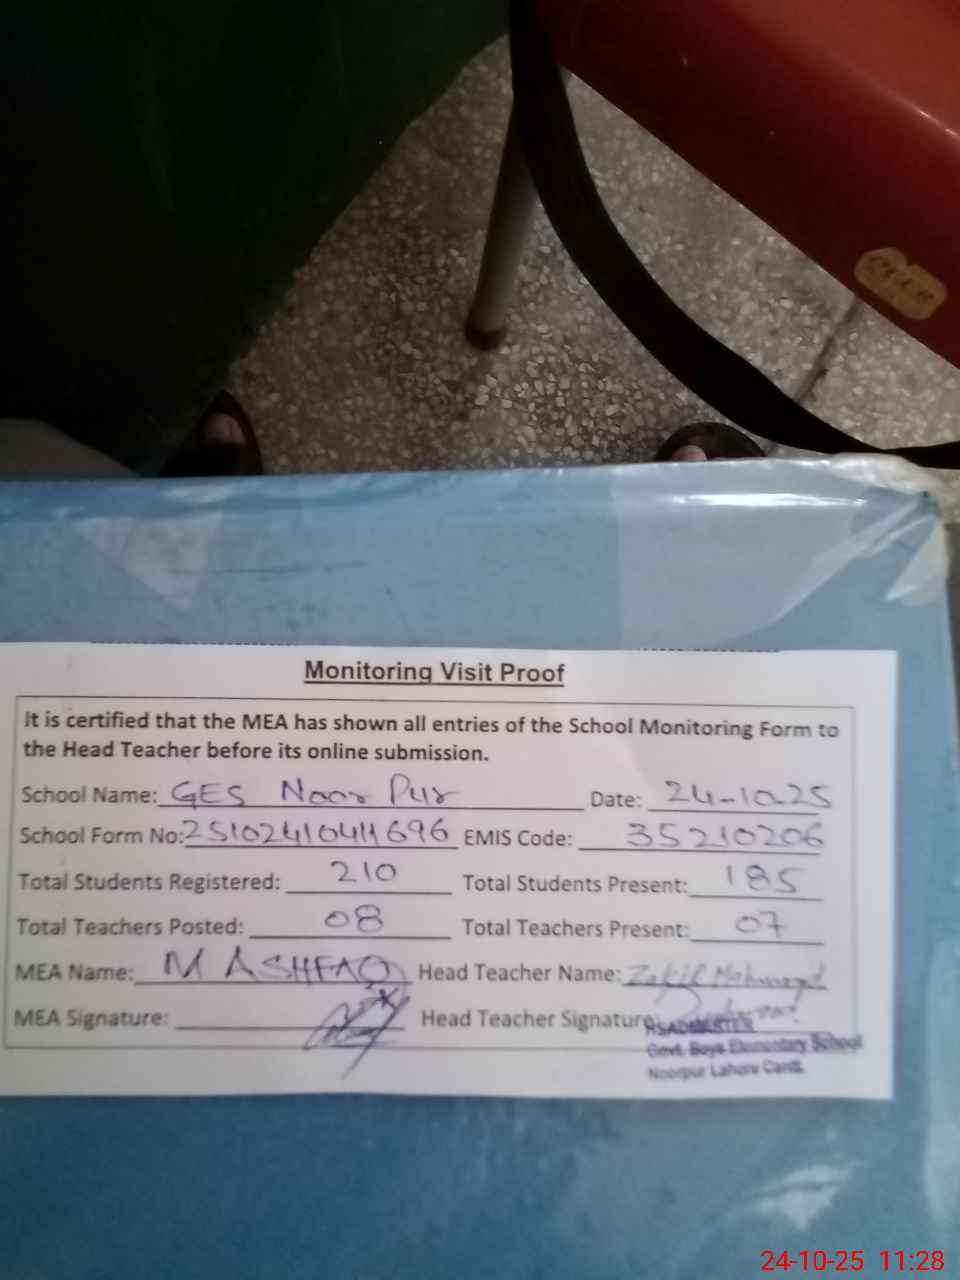 Monitoring Visit Proof
It is certified that the MEA has shown all entries of the School Monitoring Form to
the Head Teacher before its online submission.
School Name: GES Noor Pur Date: 24-10-25
School Form No: 25102410411696 EMIS Code: 35210206
Total Students Registered: 210 Total Students Present: 185
Total Teachers Posted: 08 Total Teachers Present: 07
MEA Name: M ASHFAQ Head Teacher Name: Zakir Mahmood
MEA Signature: Head Teacher Signature:
HEADMASTER
Govt. Boys Elementary School
Noorpur Lahore Cantt.
24-10-25 11:28